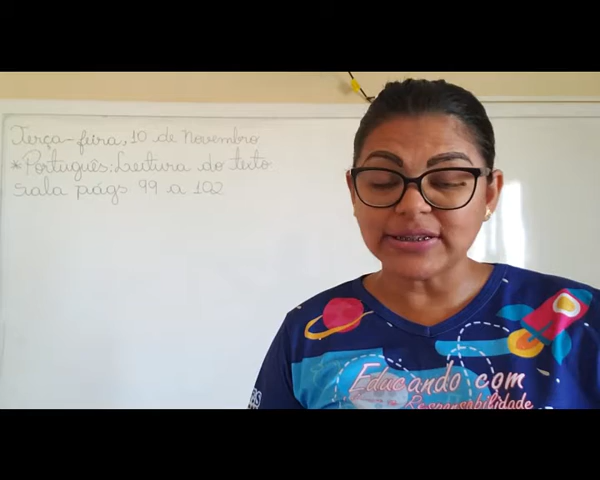 Terça-feira, 10 de Novembro
*Português: Leitura do texto
sala págs 99 a 102
Educando com
Responsabilidade